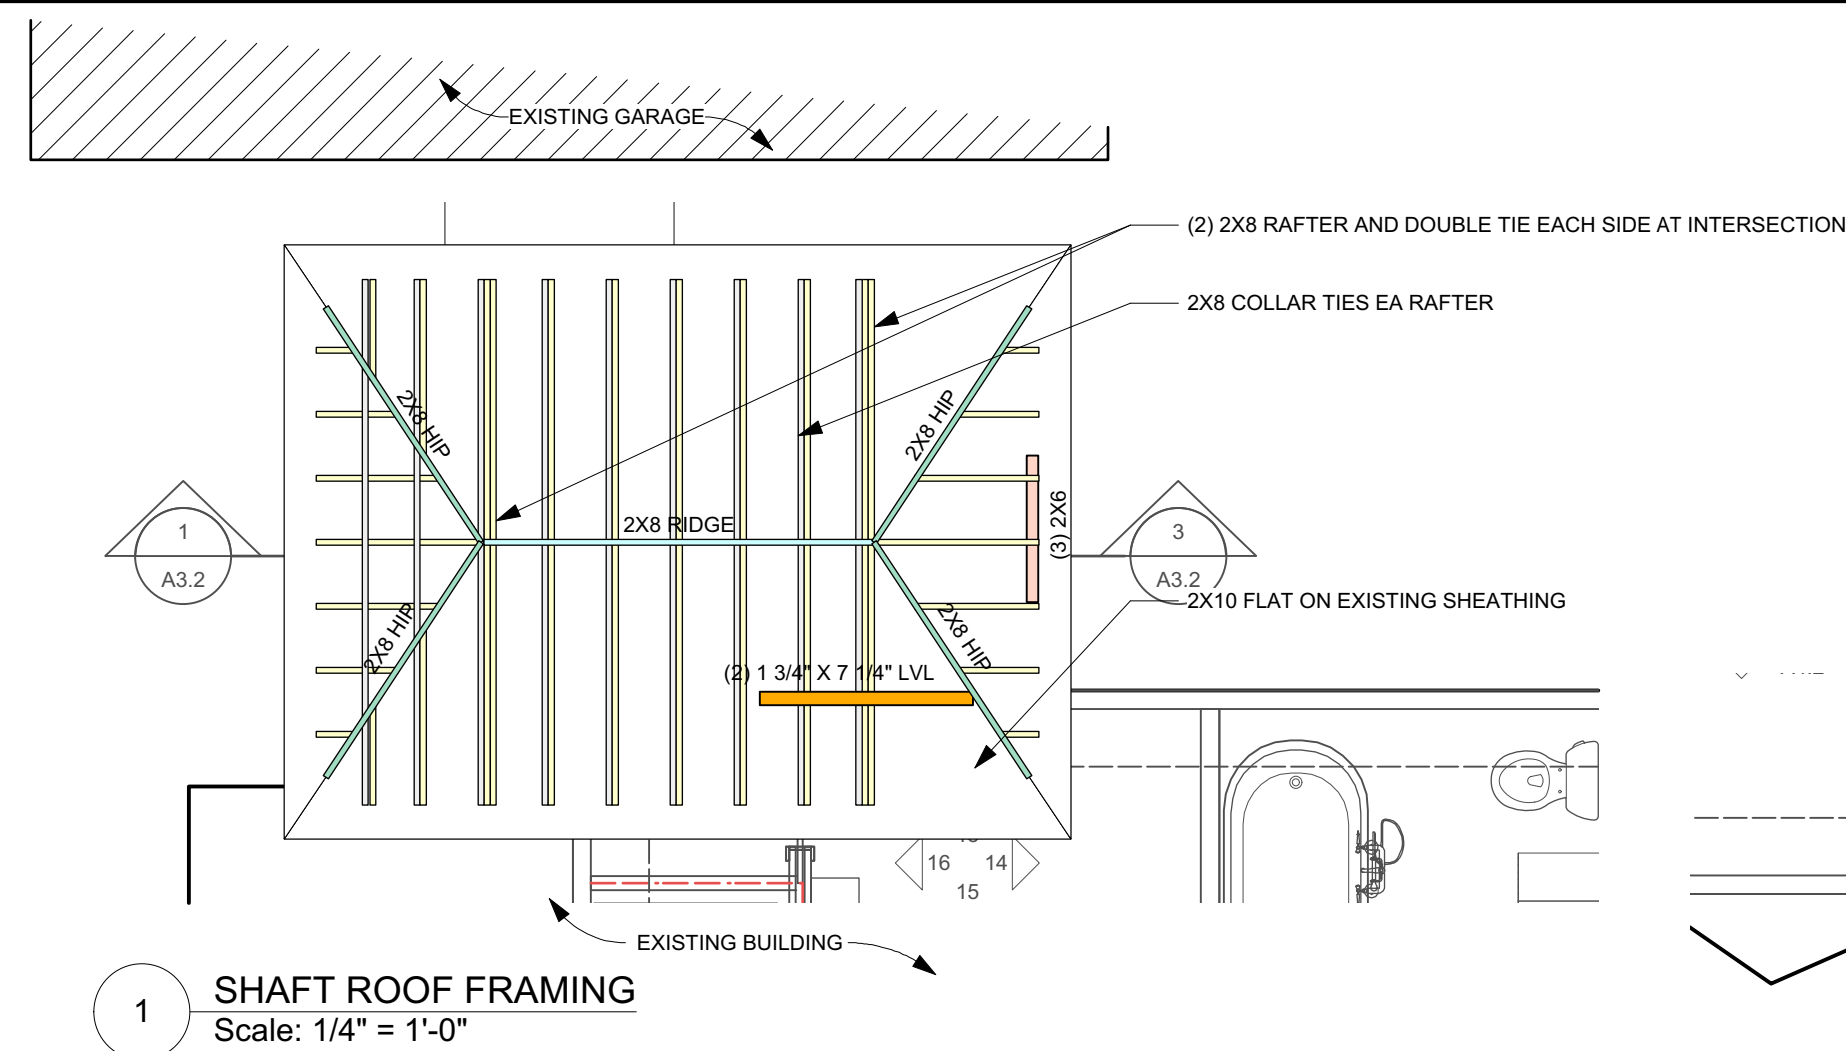 EXISTING GARAGE
(2) 2X8 RAFTER AND DOUBLE TIE EACH SIDE AT INTERSECTION
2X8 COLLAR TIES EA RAFTER
2X8 HIP
2X8 HIP
(3) 2X6
2X8 RIDGE
1
A3.2
3
A3.2
2X10 FLAT ON EXISTING SHEATHING
2X8 HIP
2X8 HIP
(2) 1 3/4" X 7 1/4" LVL
16
14
15
EXISTING BUILDING
1
SHAFT ROOF FRAMING
Scale: 1/4" = 1'-0"